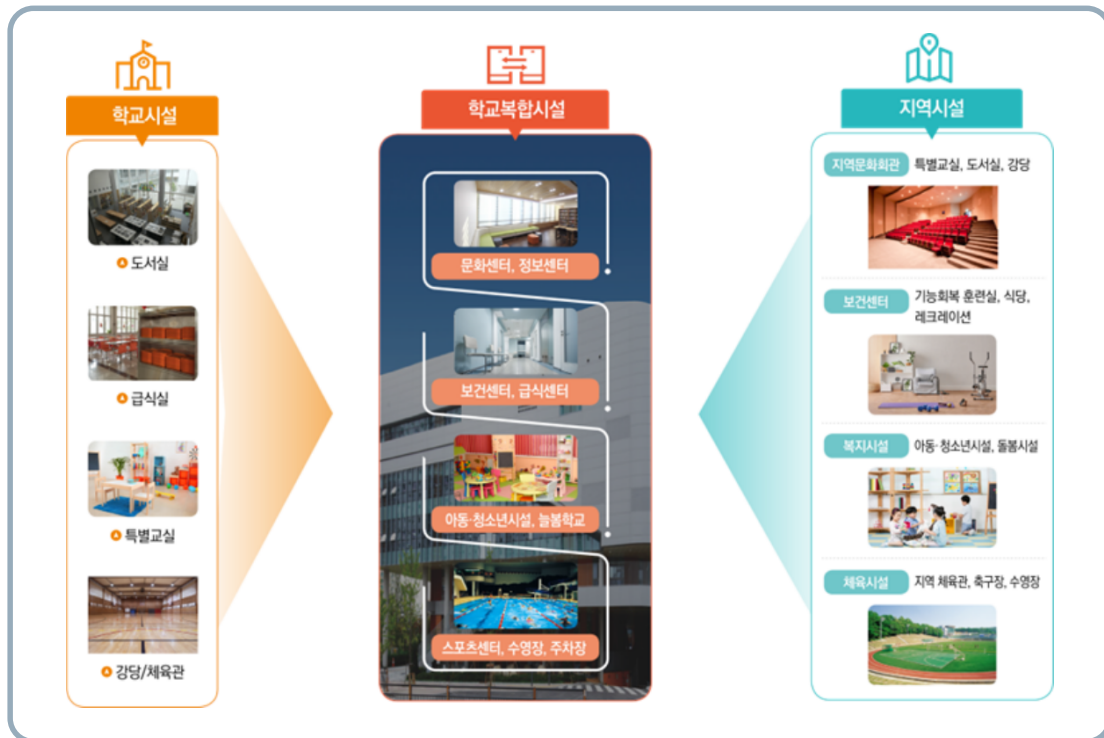 학교시설
도서실
급식실
특별교실
강당/체육관
학교복합시설
문화센터, 정보센터
보건센터, 급식센터
아동·청소년시설, 늘봄학교
스포츠센터, 수영장, 주차장
지역시설
지역문화회관 특별교실, 도서실, 강당
보건센터 기능회복 훈련실, 식당,
레크레이션
복지시설 아동·청소년시설, 돌봄시설
체육시설 지역 체육관, 축구장, 수영장